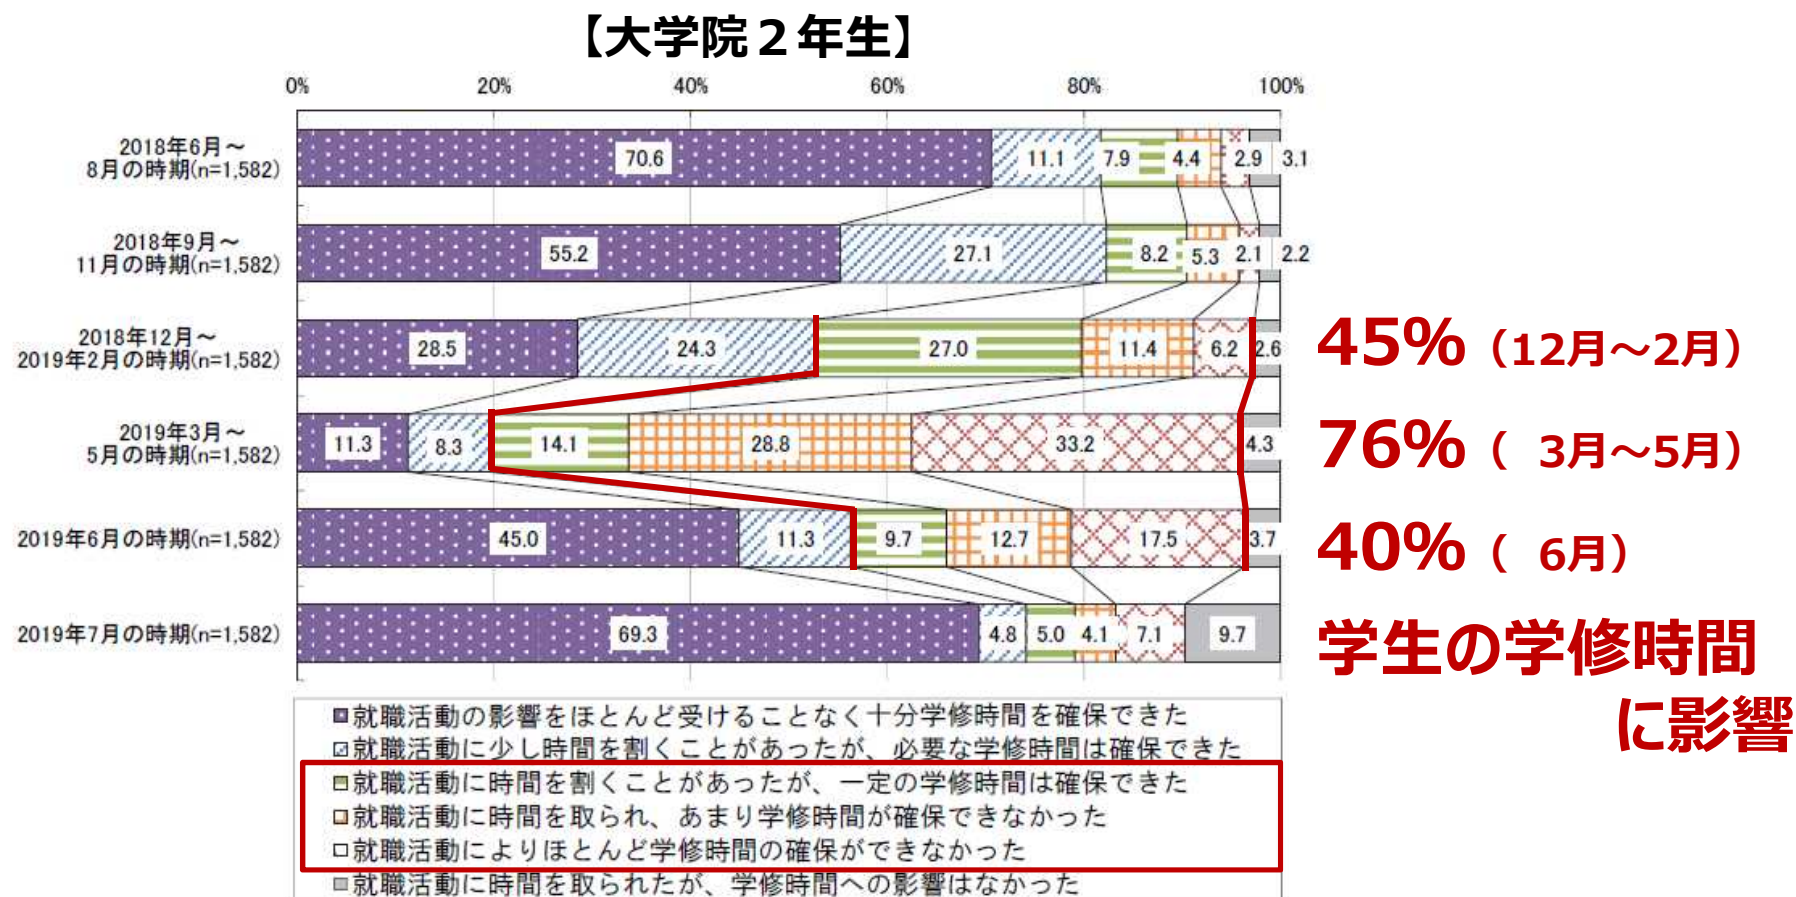 【大学院２年生】
0% 20% 40% 60% 80% 100%
2018年6月～
8月の時期(n=1,582)
70.6 11.1 7.9 4.4 2.9 3.1
2018年9月～
11月の時期(n=1,582)
55.2 27.1 8.2 5.3 2.1 2.2
2018年12月～
2019年2月の時期(n=1,582)
28.5 24.3 27.0 11.4 6.2 2.6
45%（12月～2月）
2019年3月～
5月の時期(n=1,582)
11.3 8.3 14.1 28.8 33.2 4.3
76%（ 3月～5月）
2019年6月の時期(n=1,582)
45.0 11.3 9.7 12.7 17.5 3.7
40%（ 6月）
2019年7月の時期(n=1,582)
69.3 4.8 5.0 4.1 7.1 9.7
学生の学修時間
に影響
就職活動の影響をほとんど受けることなく十分学修時間を確保できた
就職活動に少し時間を割くことがあったが、必要な学修時間は確保できた
就職活動に時間を割くことがあったが、一定の学修時間は確保できた
就職活動に時間を取られ、あまり学修時間が確保できなかった
就職活動によりほとんど学修時間の確保ができなかった
就職活動に時間を取られたが、学修時間への影響はなかった